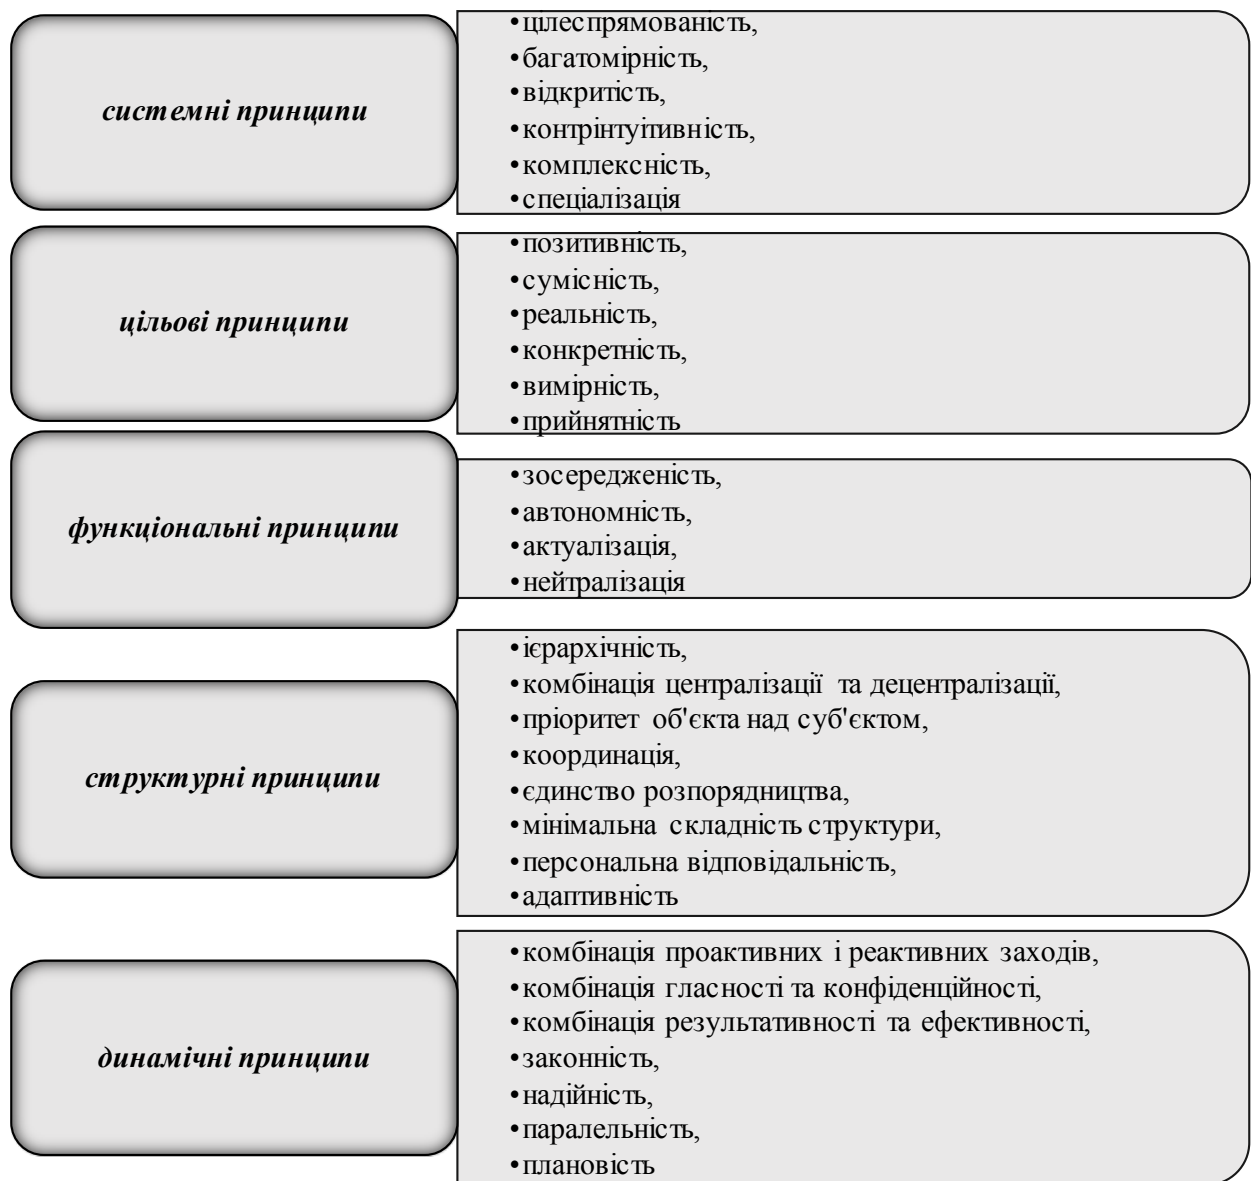 системні принципи
•цілеспрямованість,
•багатомірність,
•відкритість,
•контрінтуїтивність,
•комплексність,
•спеціалізація
цільові принципи
•позитивність,
•сумісність,
•реальність,
•конкретність,
•вимірність,
•прийнятність
функціональні принципи
•зосередженість,
•автономність,
•актуалізація,
•нейтралізація
структурні принципи
•ієрархічність,
•комбінація централізації та децентралізації,
•пріоритет об'єкта над суб'єктом,
•координація,
•єдинство розпорядництва,
•мінімальна складність структури,
•персональна відповідальність,
•адаптивність
динамічні принципи
•комбінація проактивних і реактивних заходів,
•комбінація гласності та конфіденційності,
•комбінація результативності та ефективності,
•законність,
•надійність,
•паралельність,
•плановість